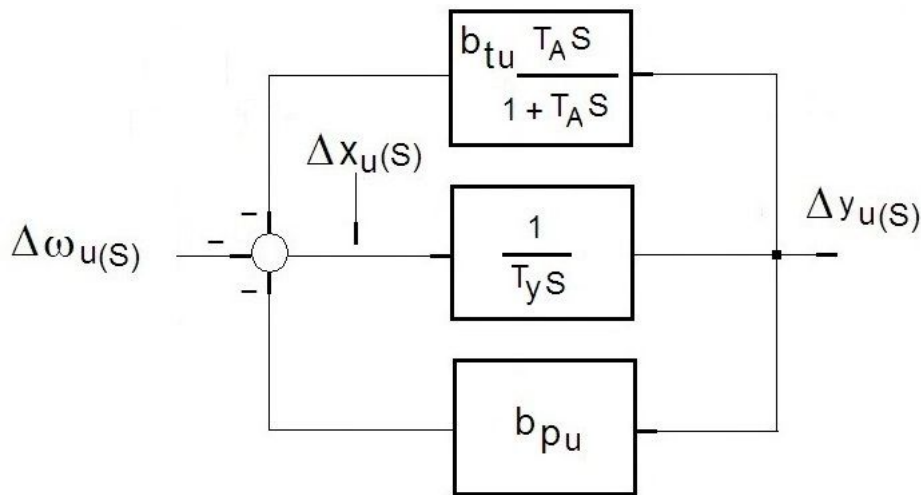 b_tu T_A S
1 + T_A S
Δx_u(S)
− 
Δω_u(S) −
−
1
T_y S
Δy_u(S)
b_pu